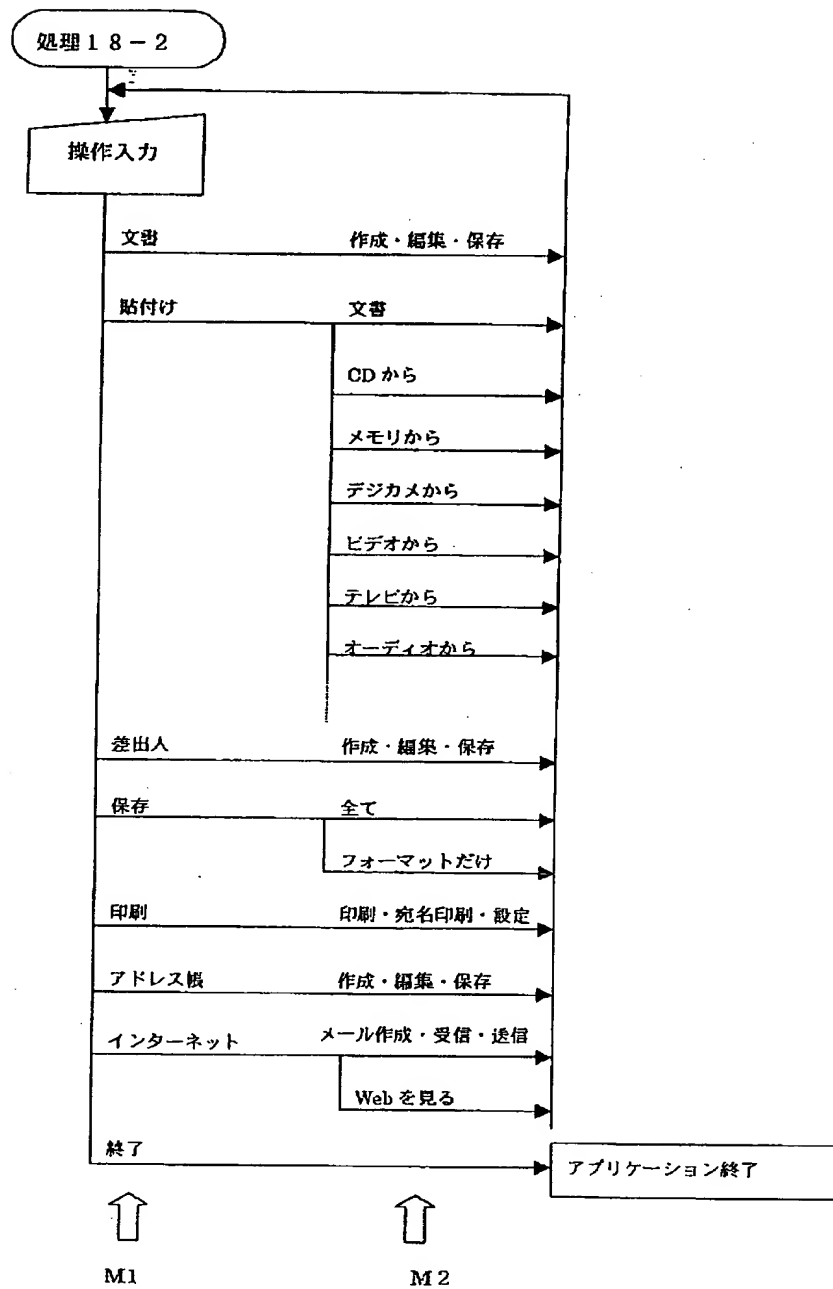 処理18-2
操作入力
文書 作成・編集・保存
貼付け 文書
CDから
メモリから
デジカメから
ビデオから
テレビから
オーディオから
差出人 作成・編集・保存
保存 全て
フォーマットだけ
印刷 印刷・宛名印刷・設定
アドレス帳 作成・編集・保存
インターネット メール作成・受信・送信
Webを見る
終了 アプリケーション終了
M1 M2